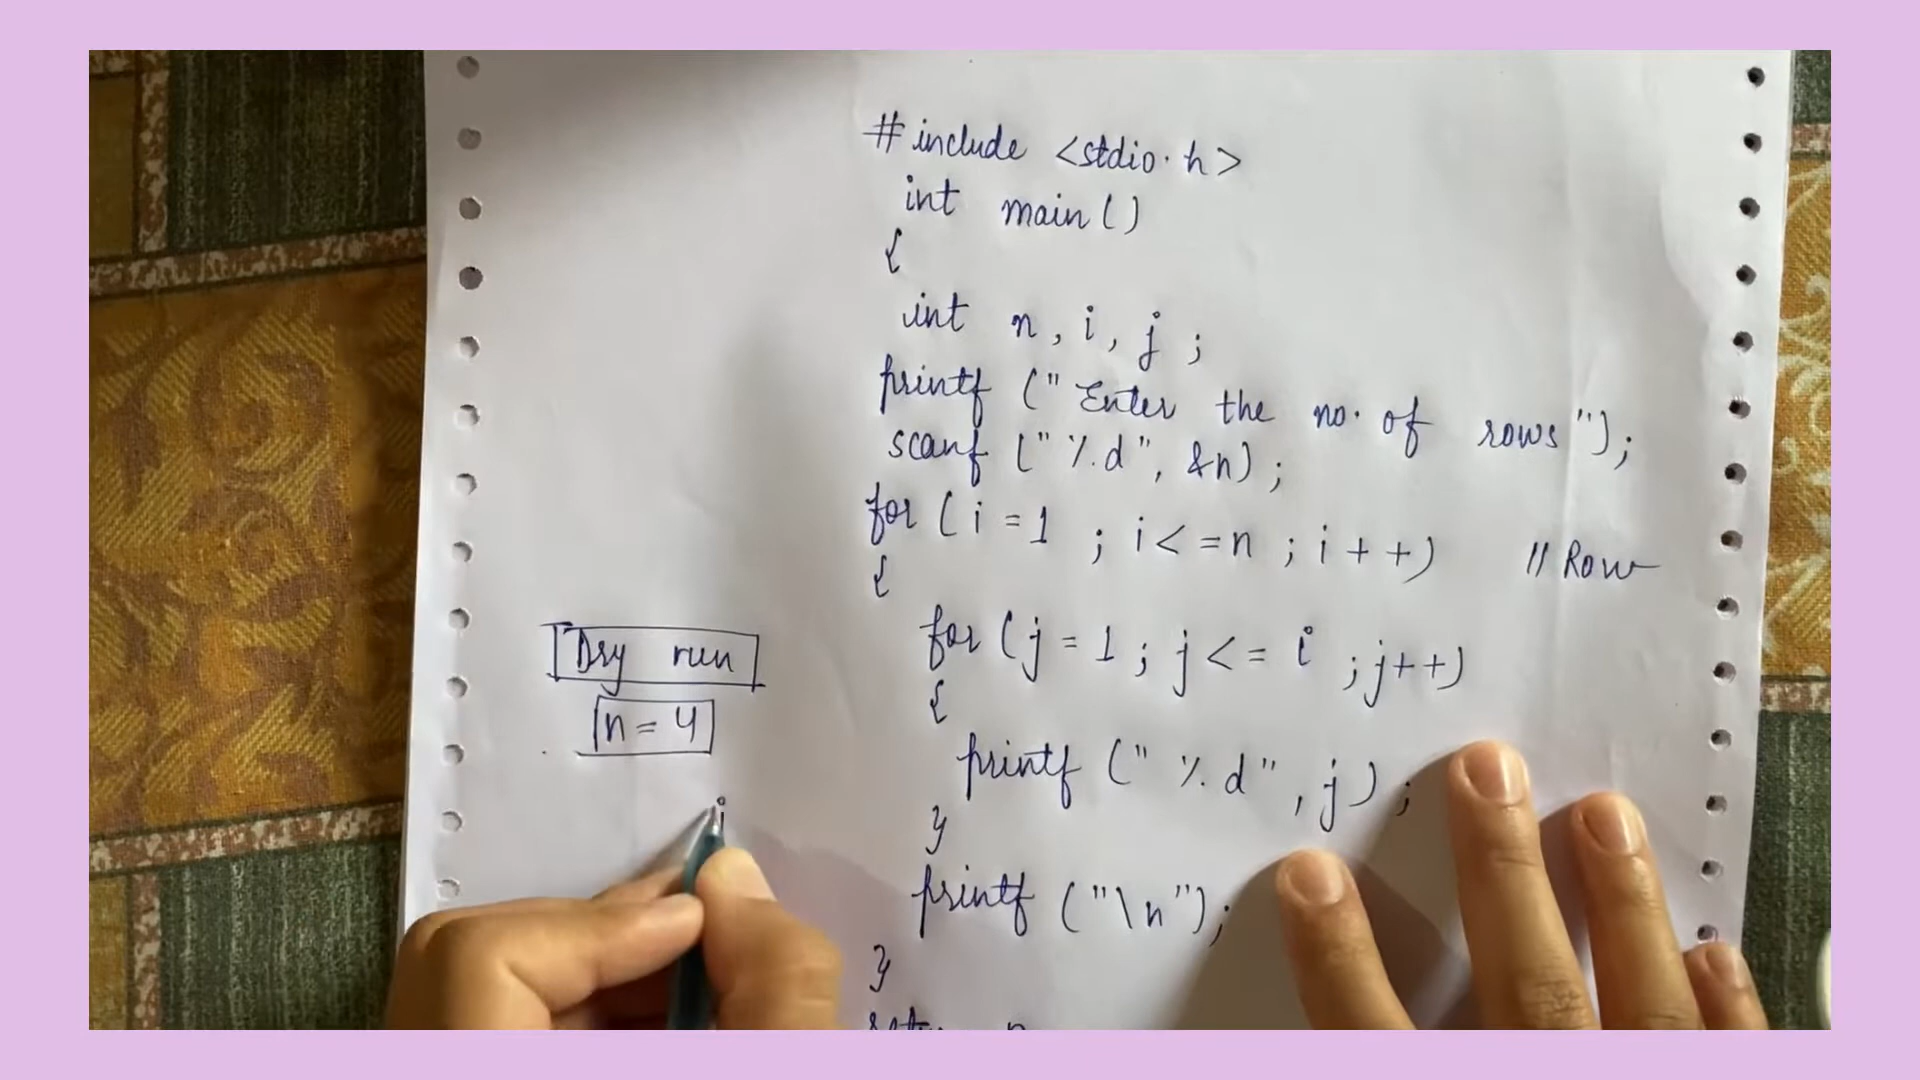 #include <stdio.h>
int main()
{
int n, i, j ;
printf ("Enter the no. of rows");
scanf ("%d", &n);
for ( i = 1 ; i < = n ; i + +) // Row
{
for ( j = 1 ; j < = i ; j++)
{
printf (" %d" , j ) ;
}
printf ("\n");
}
Dry run
n = 4
i